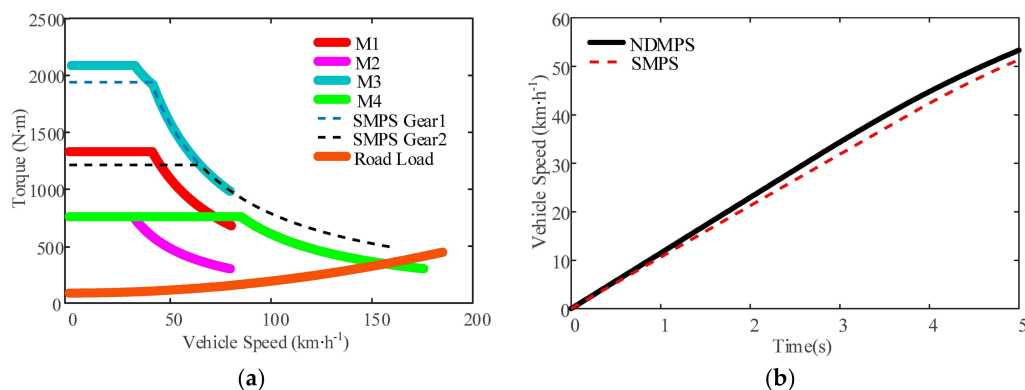 2500
2000
1500
1000
500
0
Torque (N·m)
M1
M2
M3
M4
SMPS Gear1
SMPS Gear2
Road Load
0 50 100 150 200
Vehicle Speed (km·h⁻¹)
(a)
60
50
40
30
20
10
0
Vehicle Speed (km·h⁻¹)
NDMPS
SMPS
0 1 2 3 4 5
Time(s)
(b)